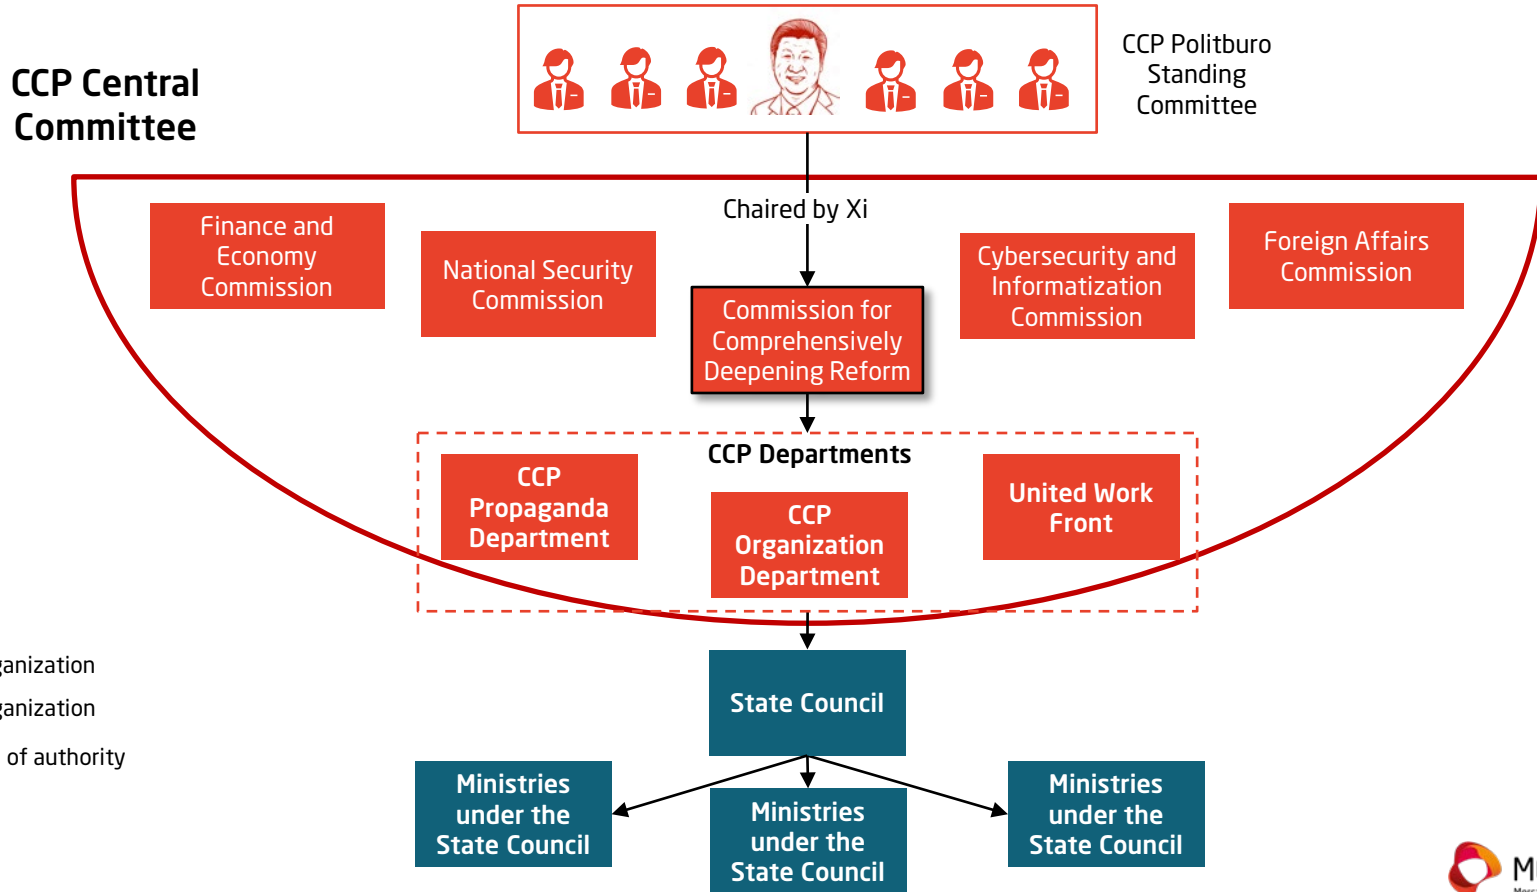 CCP Central
Committee
CCP Politburo
Standing
Committee
Chaired by Xi
Finance and
Economy
Commission
National Security
Commission
Commission for
Comprehensively
Deepening Reform
Cybersecurity and
Informatization
Commission
Foreign Affairs
Commission
CCP Departments
CCP
Propaganda
Department
CCP
Organization
Department
United Work
Front
ganization
ganization
of authority
State Council
Ministries
under the
State Council
Ministries
under the
State Council
Ministries
under the
State Council